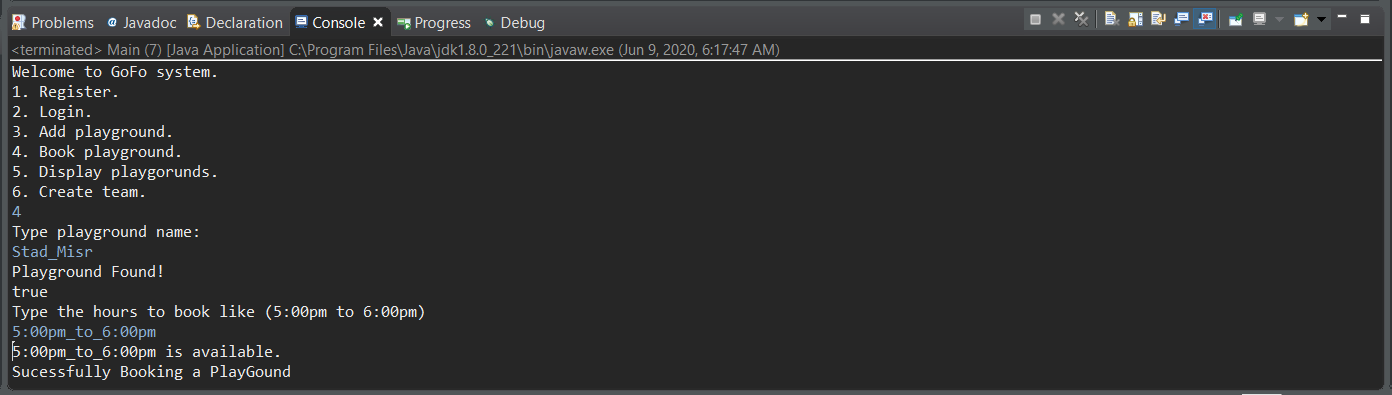 Problems @ Javadoc Declaration Console Progress Debug
<terminated> Main (7) [Java Application] C:\Program Files\Java\jdk1.8.0_221\bin\javaw.exe (Jun 9, 2020, 6:17:47 AM)
Welcome to GoFo system.
1. Register.
2. Login.
3. Add playground.
4. Book playground.
5. Display playgorunds.
6. Create team.
4
Type playground name:
Stad_Misr
Playground Found!
true
Type the hours to book like (5:00pm to 6:00pm)
5:00pm_to_6:00pm
5:00pm_to_6:00pm is available.
Sucessfully Booking a PlayGound